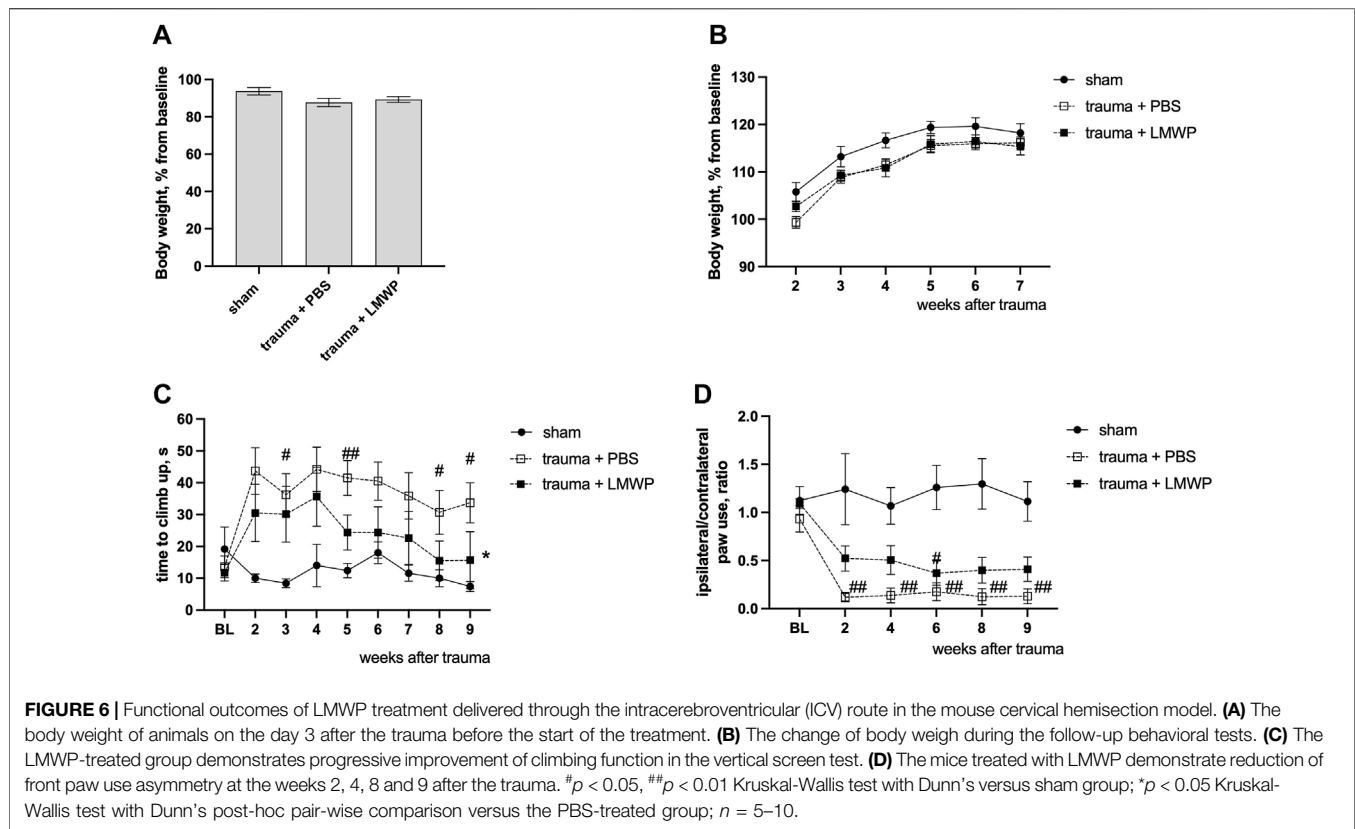 A
Body weight, % from baseline
100
80
60
40
20
0
sham
trauma + PBS
trauma + LMWP
B
Body weight, % from baseline
130
120
110
100
90
2 3 4 5 6 7
weeks after trauma
sham
trauma + PBS
trauma + LMWP
C
time to climb up, s
60
50
40
30
20
10
0
# ## # #
*
BL 2 3 4 5 6 7 8 9
weeks after trauma
sham
trauma + PBS
trauma + LMWP
D
ipsilateral/contralateral
paw use, ratio
2.0
1.5
1.0
0.5
0.0
#
## ## ## ## ##
BL 2 4 6 8 9
weeks after trauma
sham
trauma + PBS
trauma + LMWP
FIGURE 6 | Functional outcomes of LMWP treatment delivered through the intracerebroventricular (ICV) route in the mouse cervical hemisection model. (A) The
body weight of animals on the day 3 after the trauma before the start of the treatment. (B) The change of body weigh during the follow-up behavioral tests. (C) The
LMWP-treated group demonstrates progressive improvement of climbing function in the vertical screen test. (D) The mice treated with LMWP demonstrate reduction of
front paw use asymmetry at the weeks 2, 4, 8 and 9 after the trauma. #p < 0.05, ##p < 0.01 Kruskal-Wallis test with Dunn's versus sham group; *p < 0.05 Kruskal-
Wallis test with Dunn's post-hoc pair-wise comparison versus the PBS-treated group; n = 5–10.